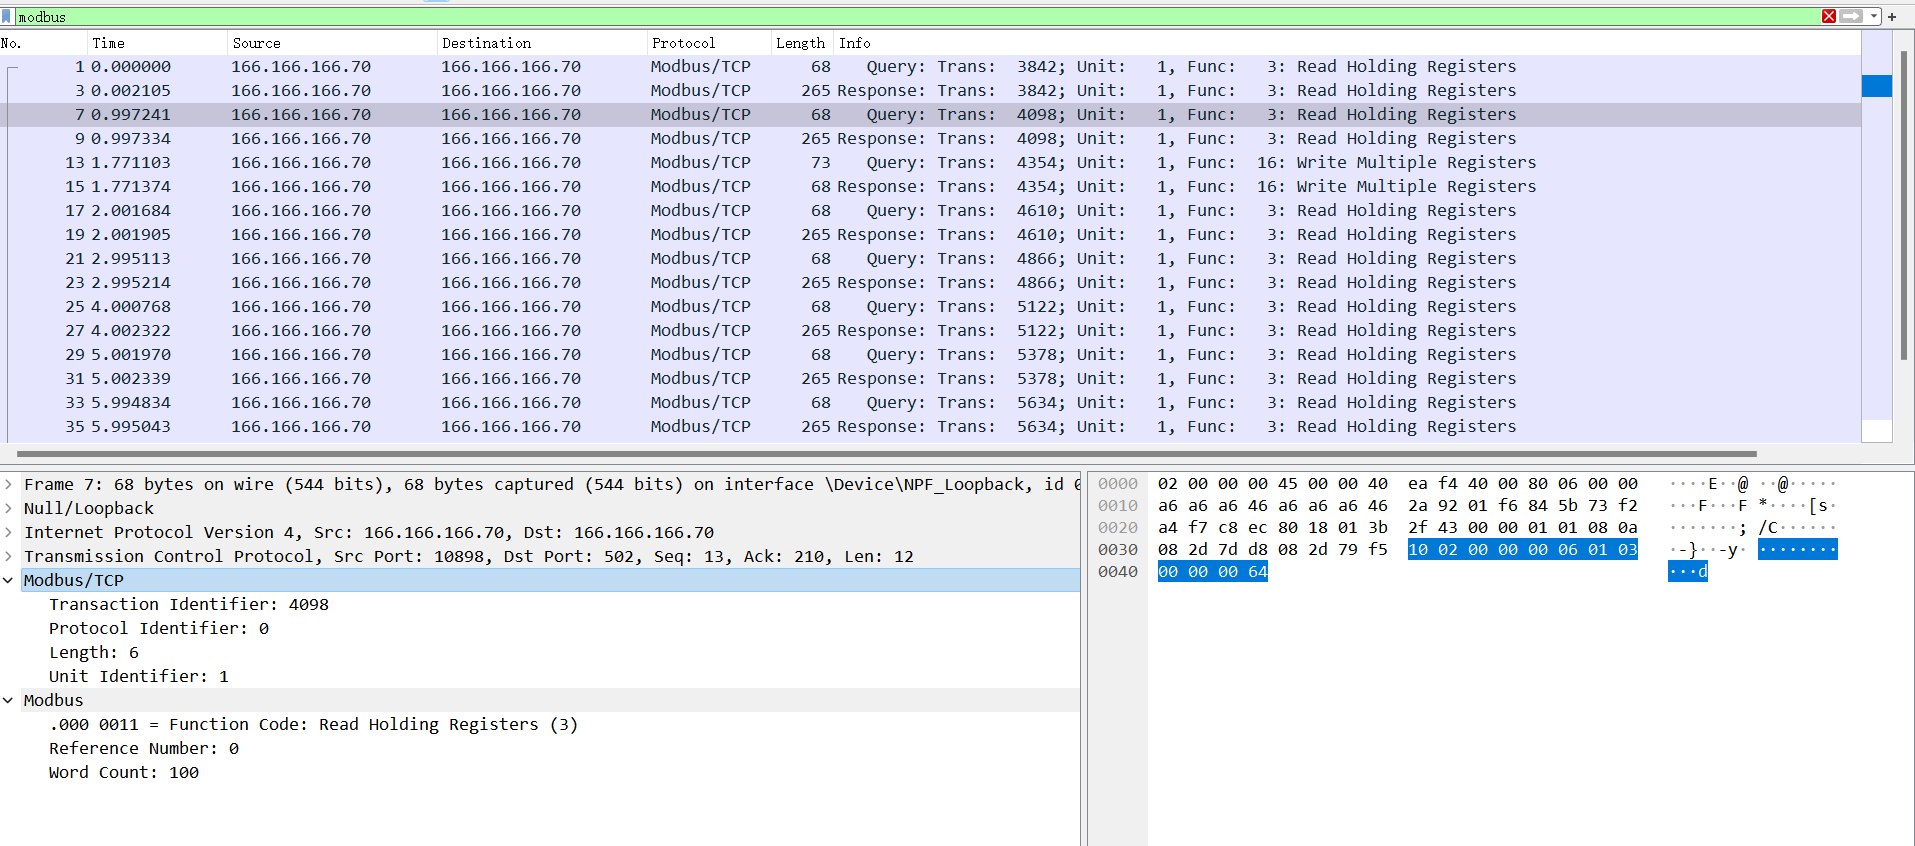 modbus
No. Time Source Destination Protocol Length Info
1 0.000000 166.166.166.70 166.166.166.70 Modbus/TCP 68 Query: Trans: 3842; Unit: 1, Func: 3: Read Holding Registers
3 0.002105 166.166.166.70 166.166.166.70 Modbus/TCP 265 Response: Trans: 3842; Unit: 1, Func: 3: Read Holding Registers
7 0.997241 166.166.166.70 166.166.166.70 Modbus/TCP 68 Query: Trans: 4098; Unit: 1, Func: 3: Read Holding Registers
9 0.997334 166.166.166.70 166.166.166.70 Modbus/TCP 265 Response: Trans: 4098; Unit: 1, Func: 3: Read Holding Registers
13 1.771103 166.166.166.70 166.166.166.70 Modbus/TCP 73 Query: Trans: 4354; Unit: 1, Func: 16: Write Multiple Registers
15 1.771374 166.166.166.70 166.166.166.70 Modbus/TCP 68 Response: Trans: 4354; Unit: 1, Func: 16: Write Multiple Registers
17 2.001684 166.166.166.70 166.166.166.70 Modbus/TCP 68 Query: Trans: 4610; Unit: 1, Func: 3: Read Holding Registers
19 2.001905 166.166.166.70 166.166.166.70 Modbus/TCP 265 Response: Trans: 4610; Unit: 1, Func: 3: Read Holding Registers
21 2.995113 166.166.166.70 166.166.166.70 Modbus/TCP 68 Query: Trans: 4866; Unit: 1, Func: 3: Read Holding Registers
23 2.995214 166.166.166.70 166.166.166.70 Modbus/TCP 265 Response: Trans: 4866; Unit: 1, Func: 3: Read Holding Registers
25 4.000768 166.166.166.70 166.166.166.70 Modbus/TCP 68 Query: Trans: 5122; Unit: 1, Func: 3: Read Holding Registers
27 4.002322 166.166.166.70 166.166.166.70 Modbus/TCP 265 Response: Trans: 5122; Unit: 1, Func: 3: Read Holding Registers
29 5.001970 166.166.166.70 166.166.166.70 Modbus/TCP 68 Query: Trans: 5378; Unit: 1, Func: 3: Read Holding Registers
31 5.002339 166.166.166.70 166.166.166.70 Modbus/TCP 265 Response: Trans: 5378; Unit: 1, Func: 3: Read Holding Registers
33 5.994834 166.166.166.70 166.166.166.70 Modbus/TCP 68 Query: Trans: 5634; Unit: 1, Func: 3: Read Holding Registers
35 5.995043 166.166.166.70 166.166.166.70 Modbus/TCP 265 Response: Trans: 5634; Unit: 1, Func: 3: Read Holding Registers
Frame 7: 68 bytes on wire (544 bits), 68 bytes captured (544 bits) on interface \Device\NPF_Loopback, id 0
Null/Loopback
Internet Protocol Version 4, Src: 166.166.166.70, Dst: 166.166.166.70
Transmission Control Protocol, Src Port: 10898, Dst Port: 502, Seq: 13, Ack: 210, Len: 12
Modbus/TCP
Transaction Identifier: 4098
Protocol Identifier: 0
Length: 6
Unit Identifier: 1
Modbus
.000 0011 = Function Code: Read Holding Registers (3)
Reference Number: 0
Word Count: 100
0000 02 00 00 00 45 00 00 40 ea f4 40 00 80 06 00 00 ····E··@ ··@·····
0010 a6 a6 a6 46 a6 a6 a6 46 2a 92 01 f6 84 5b 73 f2 ···F···F *····[s·
0020 a4 f7 c8 ec 80 18 01 3b 2f 43 00 00 01 01 08 0a ·······; /C······
0030 08 2d 7d d8 08 2d 79 f5 10 02 00 00 00 06 01 03 ·-}··-y· ········
0040 00 00 00 64 ···d